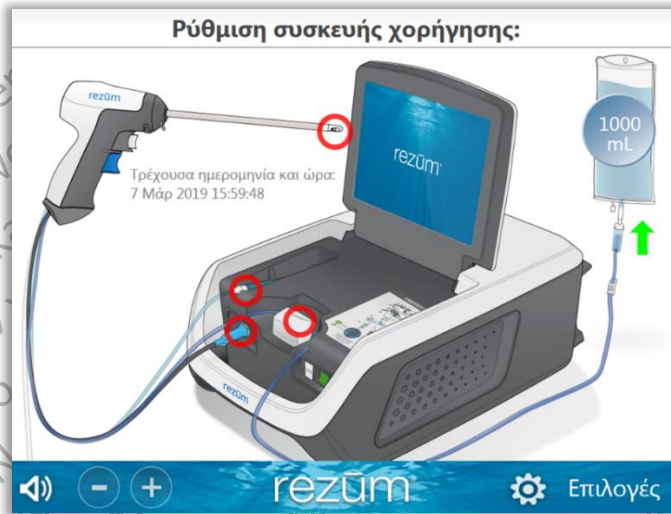 Ρύθμιση συσκευής χορήγησης:
rezūm
Τρέχουσα ημερομηνία και ώρα:
7 Μάρ 2019 15:59:48
rezūm
1000
mL
rezūm
rezūm
Επιλογές